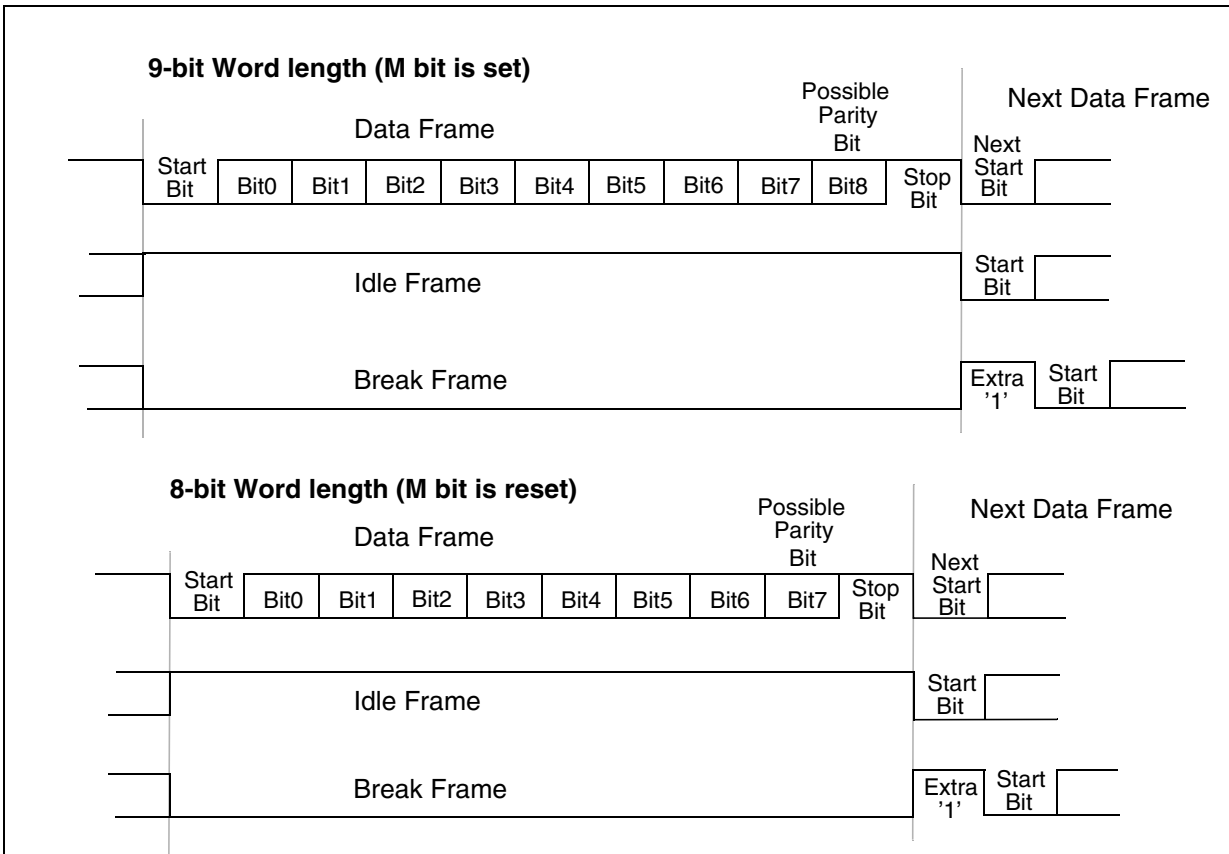 9-bit Word length (M bit is set)
Possible
Parity
Bit
Next Data Frame
Data Frame
Next
Start
Bit
Start
Bit
Bit0
Bit1
Bit2
Bit3
Bit4
Bit5
Bit6
Bit7
Bit8
Stop
Bit
Idle Frame
Start
Bit
Break Frame
Extra
'1'
Start
Bit
8-bit Word length (M bit is reset)
Possible
Parity
Bit
Next Data Frame
Data Frame
Next
Start
Bit
Start
Bit
Bit0
Bit1
Bit2
Bit3
Bit4
Bit5
Bit6
Bit7
Stop
Bit
Idle Frame
Start
Bit
Break Frame
Extra
'1'
Start
Bit